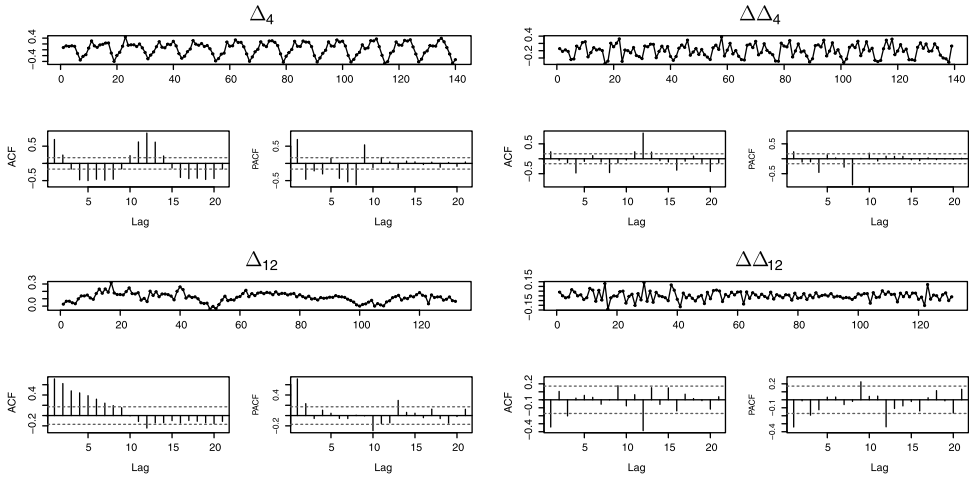 Δ4 ΔΔ4
0.4 −0.4 0.4 −0.2
0 20 40 60 80 100 120 140 0 20 40 60 80 100 120 140
ACF 0.5 −0.5 PACF 0.5 −0.5 ACF 0.5 −0.5 PACF 0.5 −0.5
5 10 15 20 5 10 15 20 5 10 15 20 5 10 15 20
Lag Lag Lag Lag
Δ12 ΔΔ12
0.3 0.0 0.15 −0.15
0 20 40 60 80 100 120 0 20 40 60 80 100 120
ACF 0.4 −0.2 PACF 0.4 −0.2 ACF 0.2 −0.1 −0.4 PACF 0.2 −0.1 −0.4
5 10 15 20 5 10 15 20 5 10 15 20 5 10 15 20
Lag Lag Lag Lag